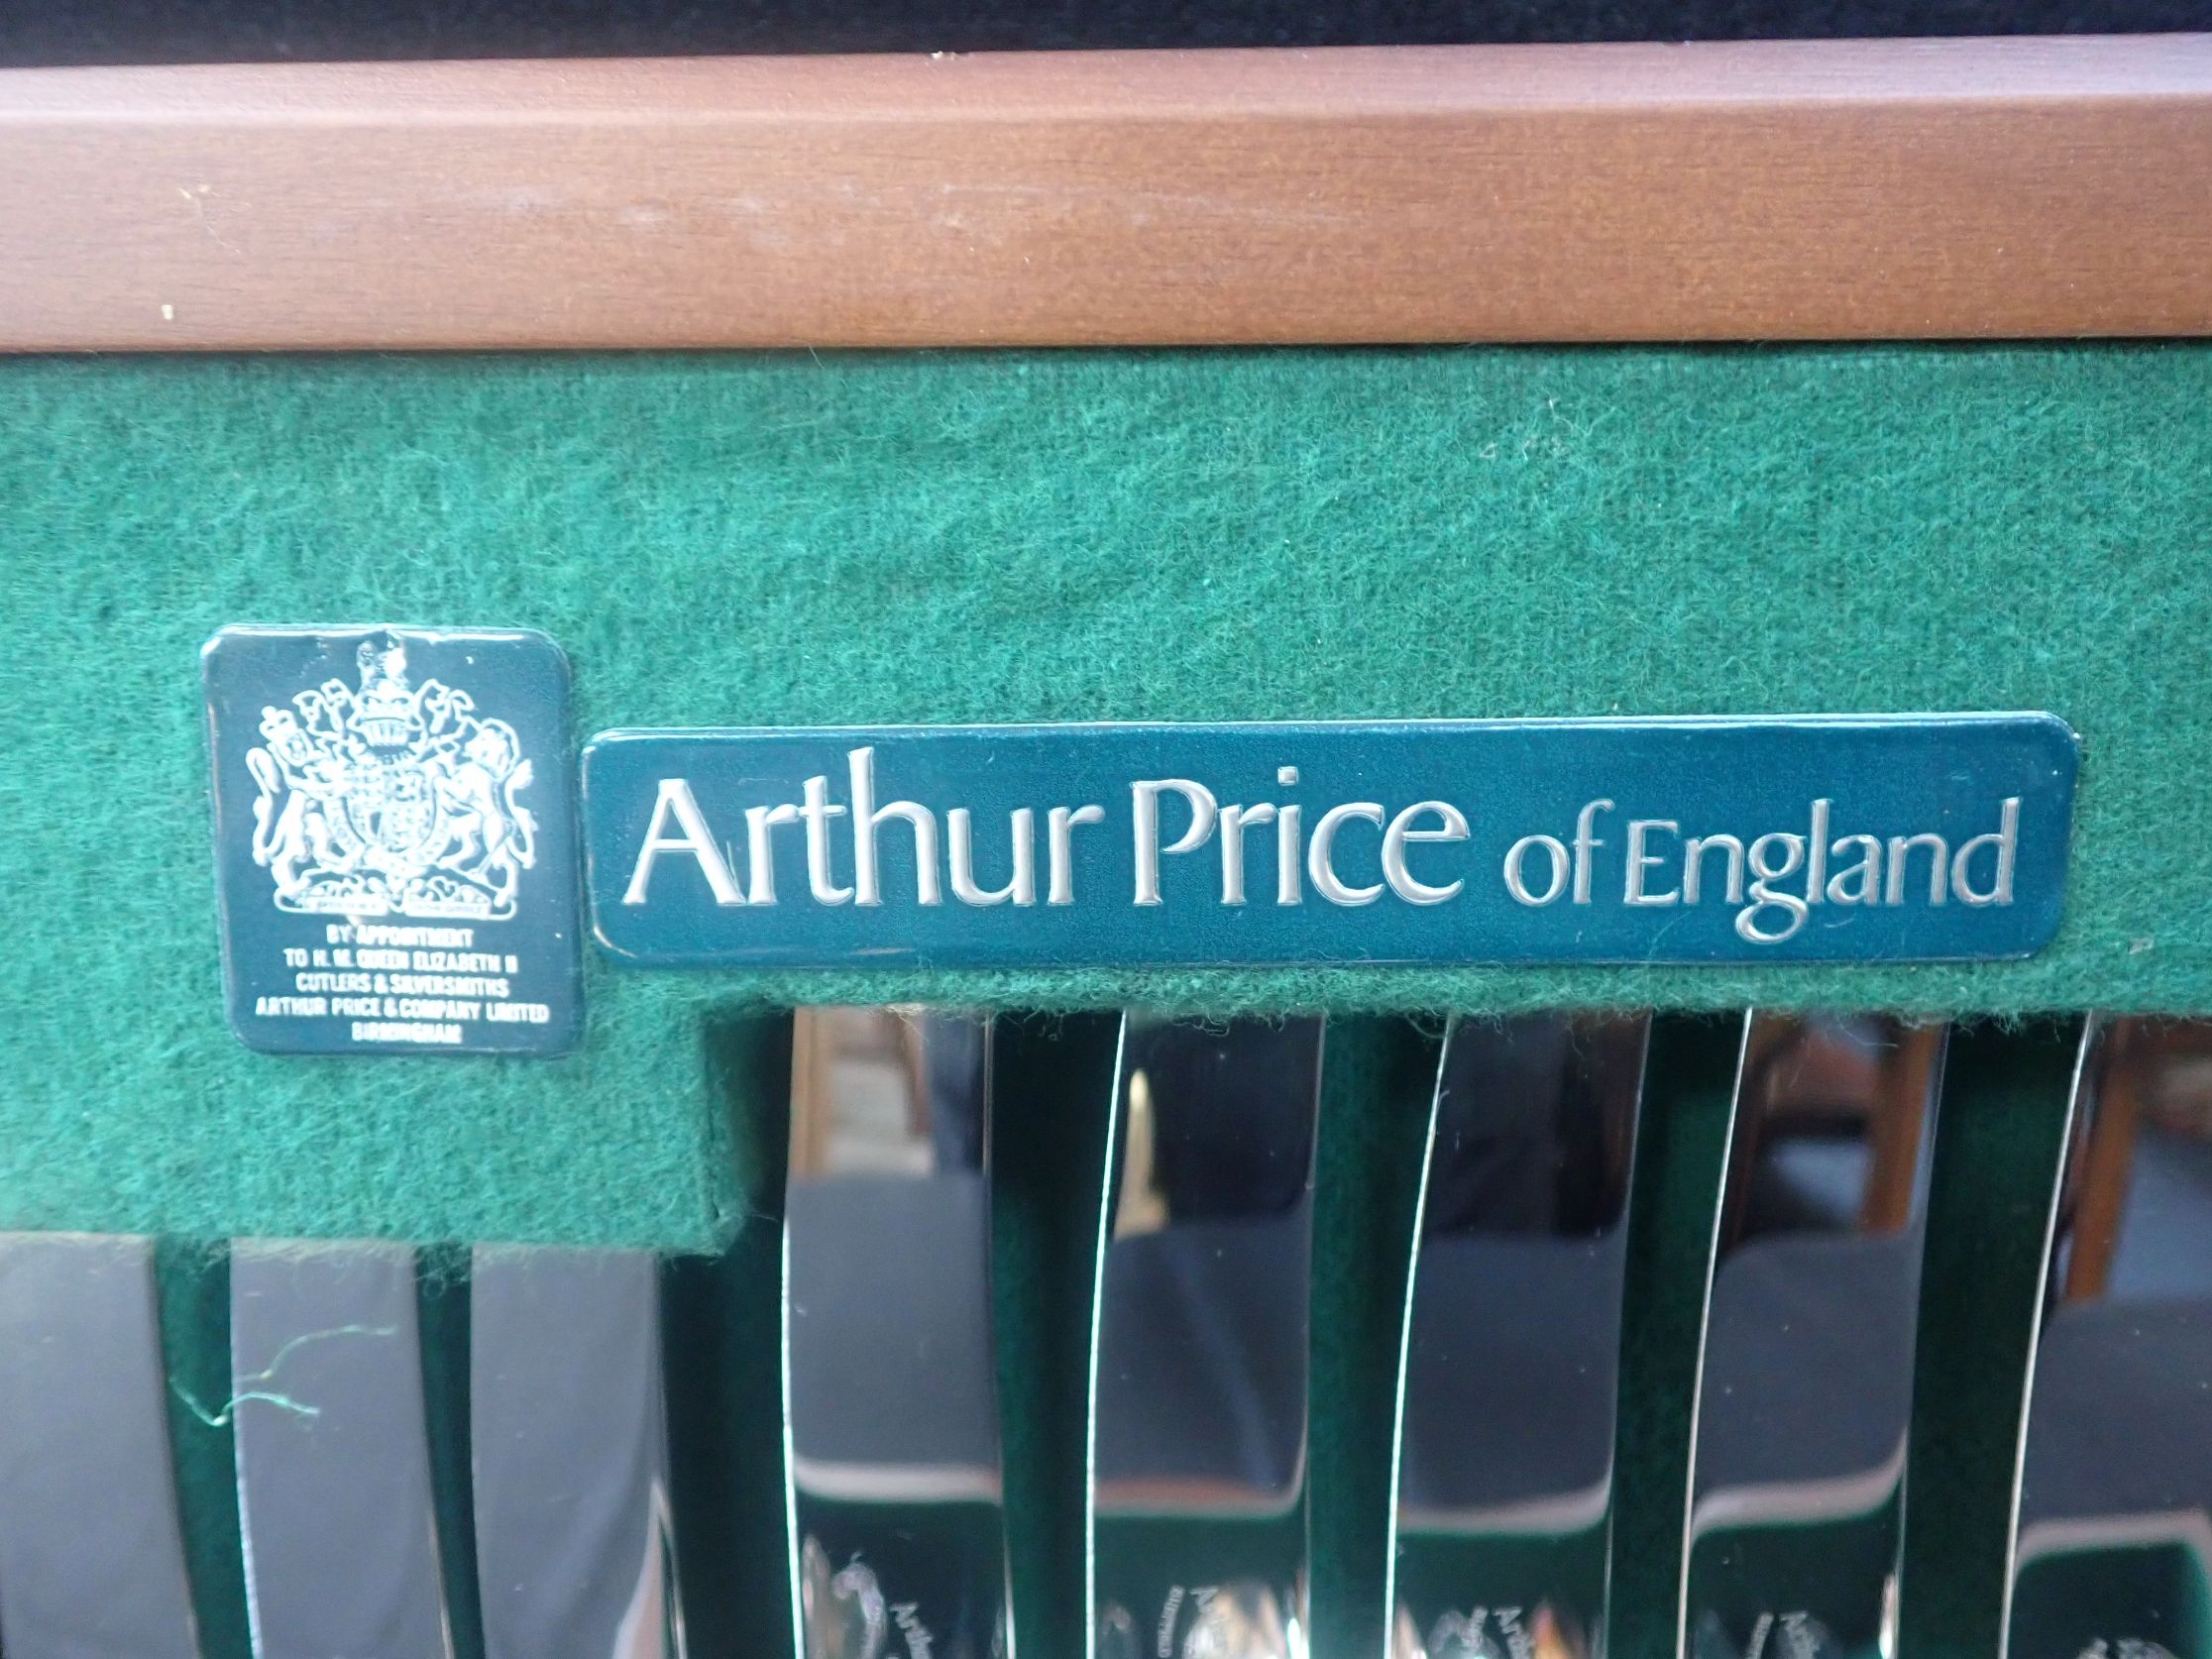 BY APPOINTMENT
TO H. M. QUEEN ELIZABETH II
CUTLERS & SILVERSMITHS
ARTHUR PRICE & COMPANY LIMITED
BIRMINGHAM
Arthur Price of England